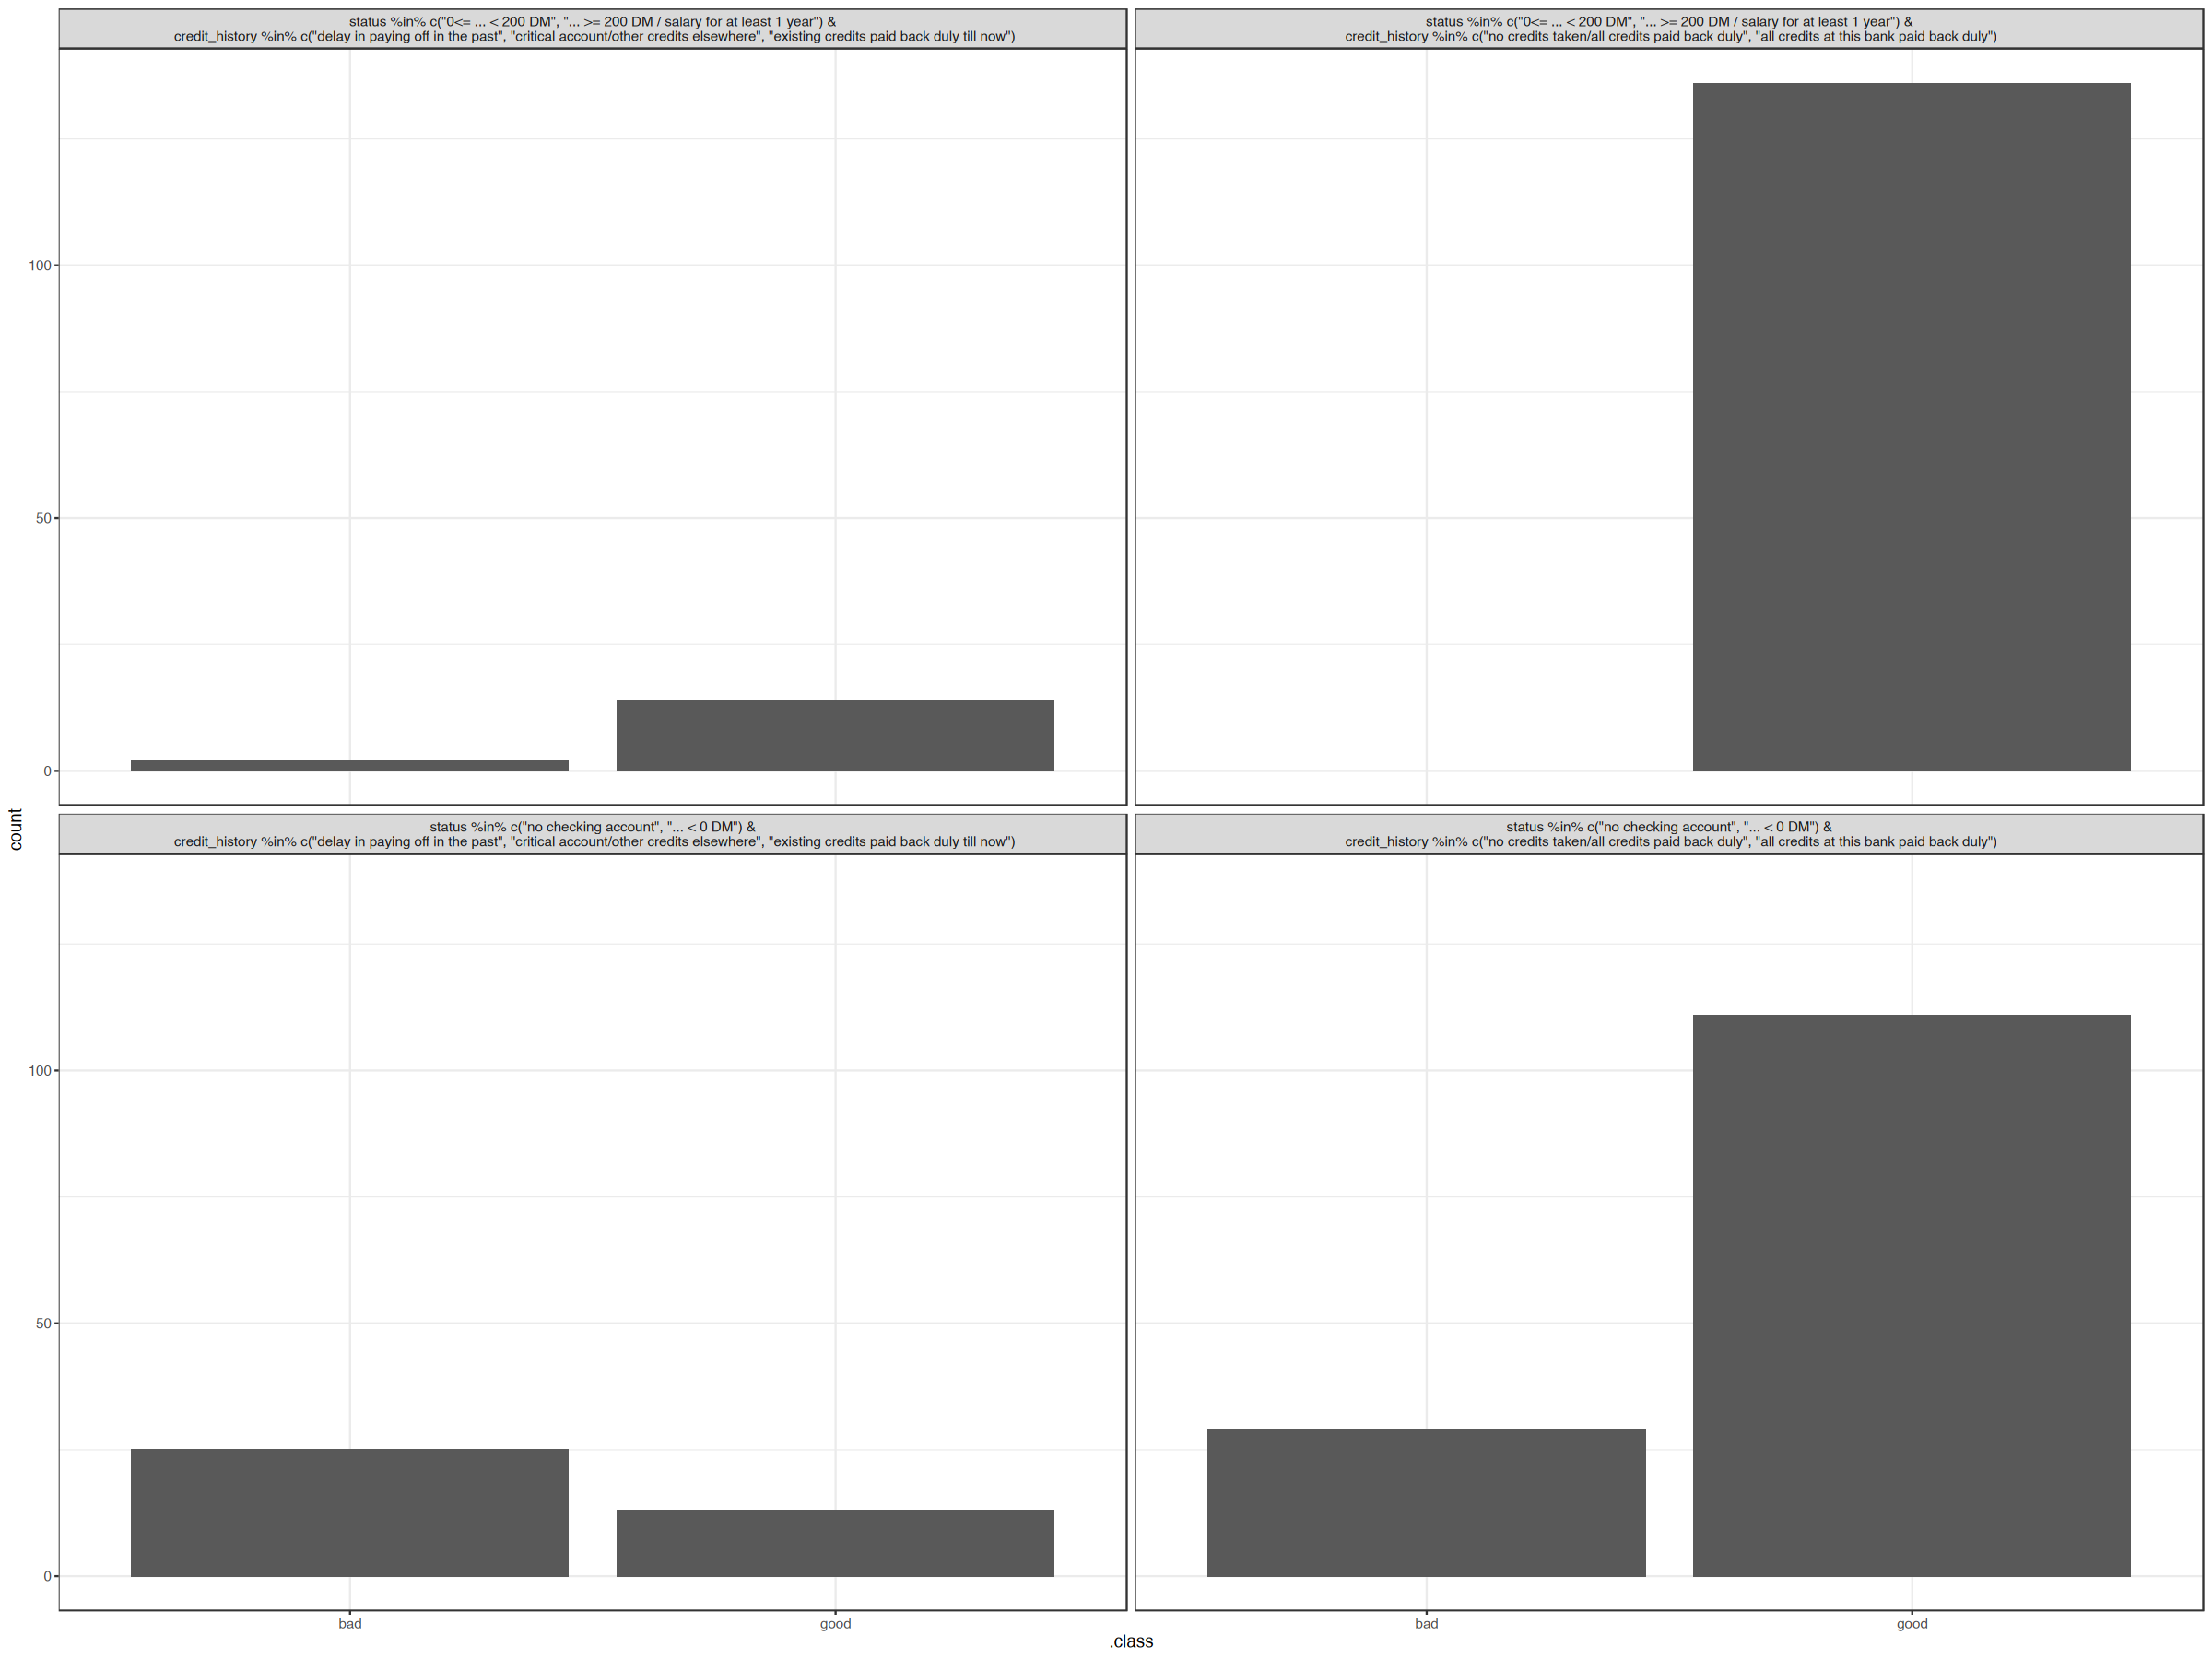 status %in% c("0<= ... < 200 DM", "... >= 200 DM / salary for at least 1 year") &
credit_history %in% c("delay in paying off in the past", "critical account/other credits elsewhere", "existing credits paid back duly till now")
status %in% c("0<= ... < 200 DM", "... >= 200 DM / salary for at least 1 year") &
credit_history %in% c("no credits taken/all credits paid back duly", "all credits at this bank paid back duly")
100
50
0
count
status %in% c("no checking account", "... < 0 DM") &
credit_history %in% c("delay in paying off in the past", "critical account/other credits elsewhere", "existing credits paid back duly till now")
status %in% c("no checking account", "... < 0 DM") &
credit_history %in% c("no credits taken/all credits paid back duly", "all credits at this bank paid back duly")
100
50
0
bad
good
bad
good
.class